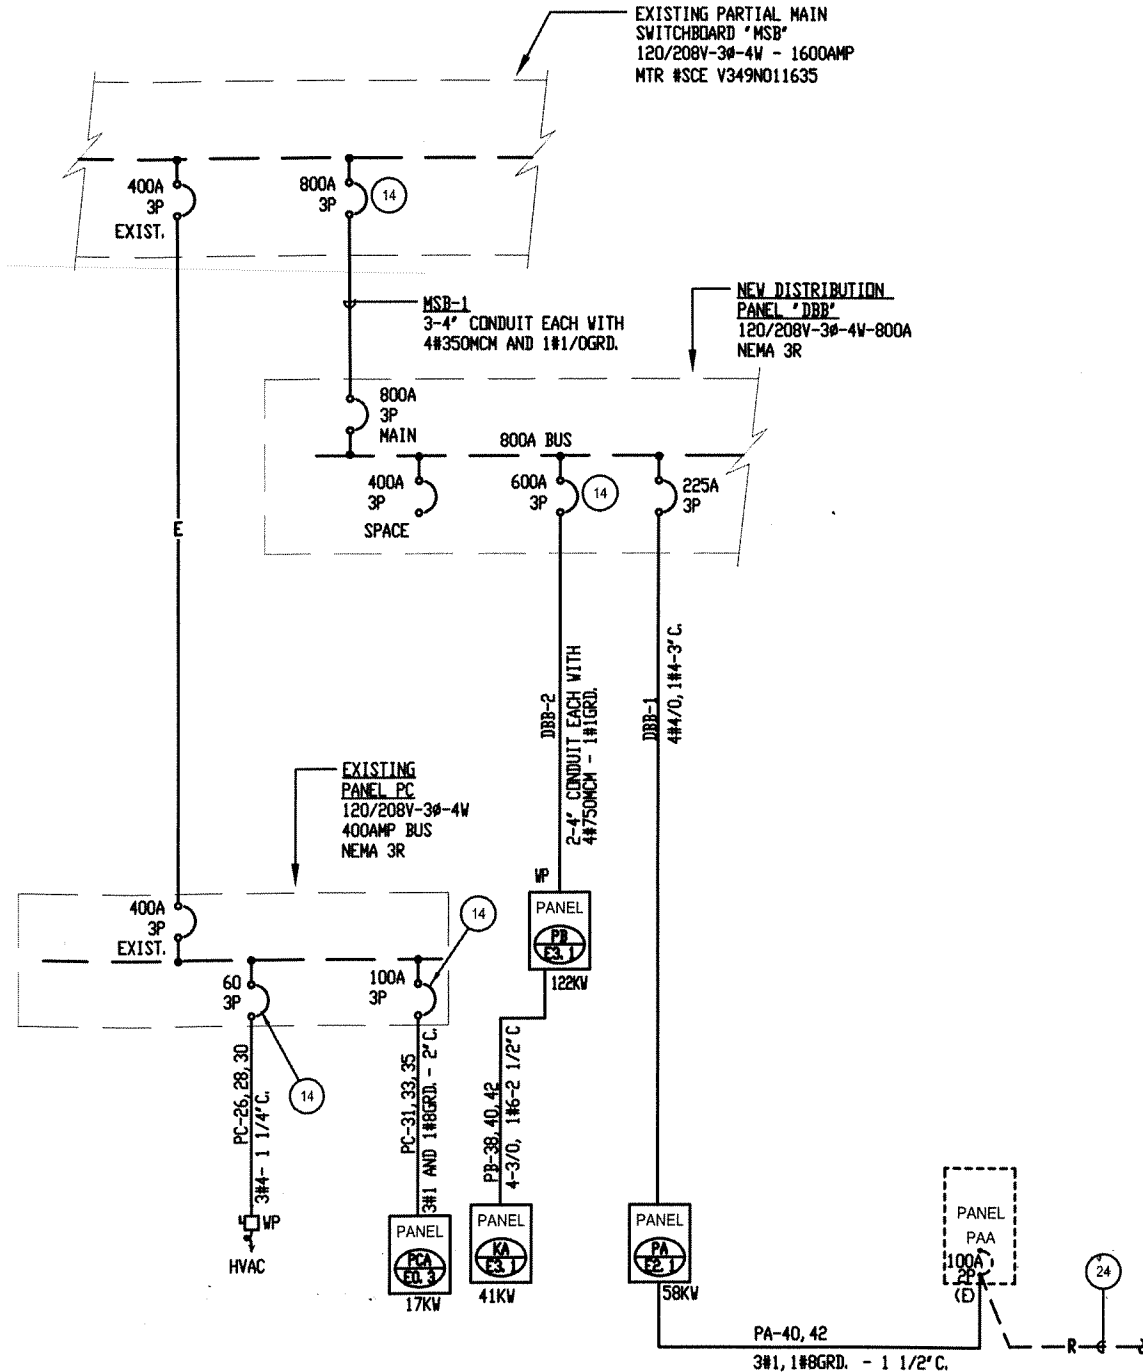 EXISTING PARTIAL MAIN
SWITCHBOARD "MSB"
120/208V-3ø-4W - 1600AMP
MTR #SCE V349N011635
400A
3P
EXIST.
800A
3P
14
MSB-1
3-4" CONDUIT EACH WITH
4#350MCM AND 1#1/0GRD.
NEW DISTRIBUTION
PANEL "DBB"
120/208V-3ø-4W-800A
NEMA 3R
800A
3P
MAIN
800A BUS
400A
3P
SPACE
600A
3P
14
225A
3P
E
DBB-2
2-4" CONDUIT EACH WITH
4#750MCM - 1#1GRD.
DBB-1
4#4/0, 1#4-3"C.
EXISTING
PANEL PC
120/208V-3ø-4W
400AMP BUS
NEMA 3R
400A
3P
EXIST.
60
3P
100A
3P
14
14
WP
PANEL
PB
E3.1
122KW
PC-26,28,30
3#4- 1 1/4"C.
PC-31,33,35
3#1 AND 1#8GRD. - 2"C.
PB-38,40,42
4-3/0, 1#6-2 1/2"C
WP
HVAC
PANEL
PCA
E0.3
17KW
PANEL
KA
E3.1
41KW
PANEL
PA
E2.1
58KW
PANEL
PAA
100A
2P
(E)
24
R
PA-40,42
3#1,1#8GRD. - 1 1/2"C.